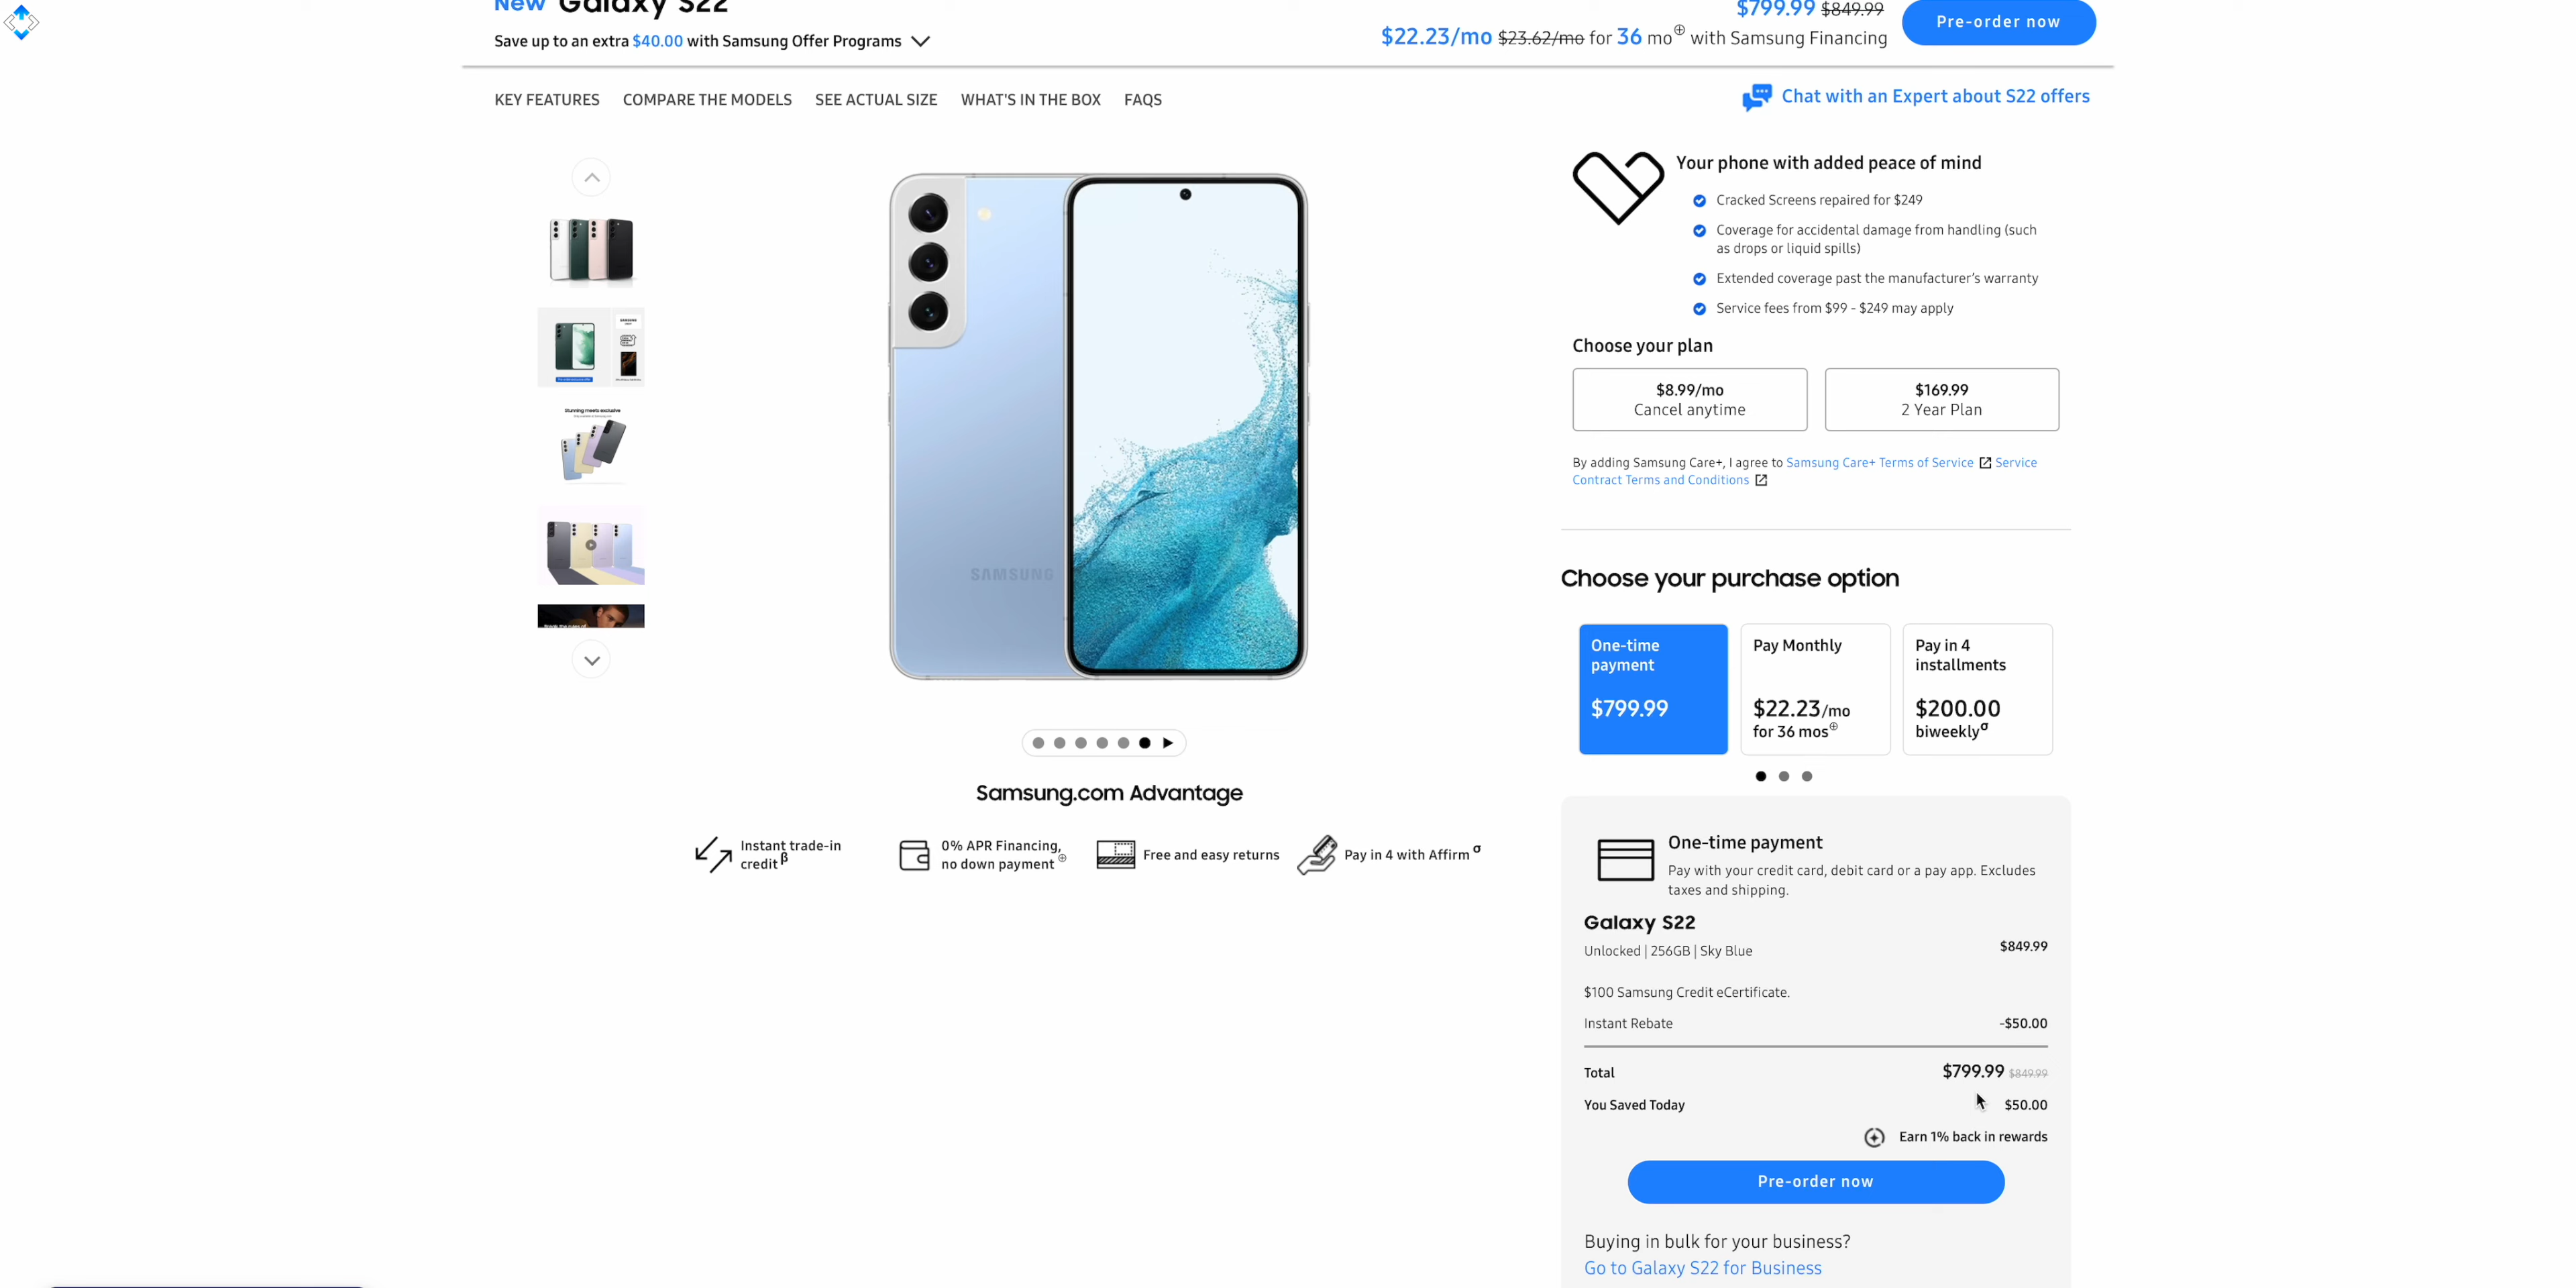 New Galaxy S22
Save up to an extra $40.00 with Samsung Offer Programs
$799.99 $849.99
$22.23/mo $23.62/mo for 36 mo⊕ with Samsung Financing
Pre-order now
KEY FEATURES
COMPARE THE MODELS
SEE ACTUAL SIZE
WHAT'S IN THE BOX
FAQS
Chat with an Expert about S22 offers
Stunning meets exclusive
SAMSUNG
Samsung.com Advantage
Instant trade-in
creditβ
0% APR Financing,
no down payment⊕
Free and easy returns
Pay in 4 with Affirm σ
Your phone with added peace of mind
Cracked Screens repaired for $249
Coverage for accidental damage from handling (such
as drops or liquid spills)
Extended coverage past the manufacturer's warranty
Service fees from $99 - $249 may apply
Choose your plan
$8.99/mo
Cancel anytime
$169.99
2 Year Plan
By adding Samsung Care+, I agree to Samsung Care+ Terms of Service Service
Contract Terms and Conditions
Choose your purchase option
One-time
payment
$799.99
Pay Monthly
$22.23/mo
for 36 mos⊕
Pay in 4
installments
$200.00
biweeklyσ
One-time payment
Pay with your credit card, debit card or a pay app. Excludes
taxes and shipping.
Galaxy S22
Unlocked | 256GB | Sky Blue
$849.99
$100 Samsung Credit eCertificate.
Instant Rebate -$50.00
Total $799.99 $849.99
You Saved Today $50.00
Earn 1% back in rewards
Pre-order now
Buying in bulk for your business?
Go to Galaxy S22 for Business